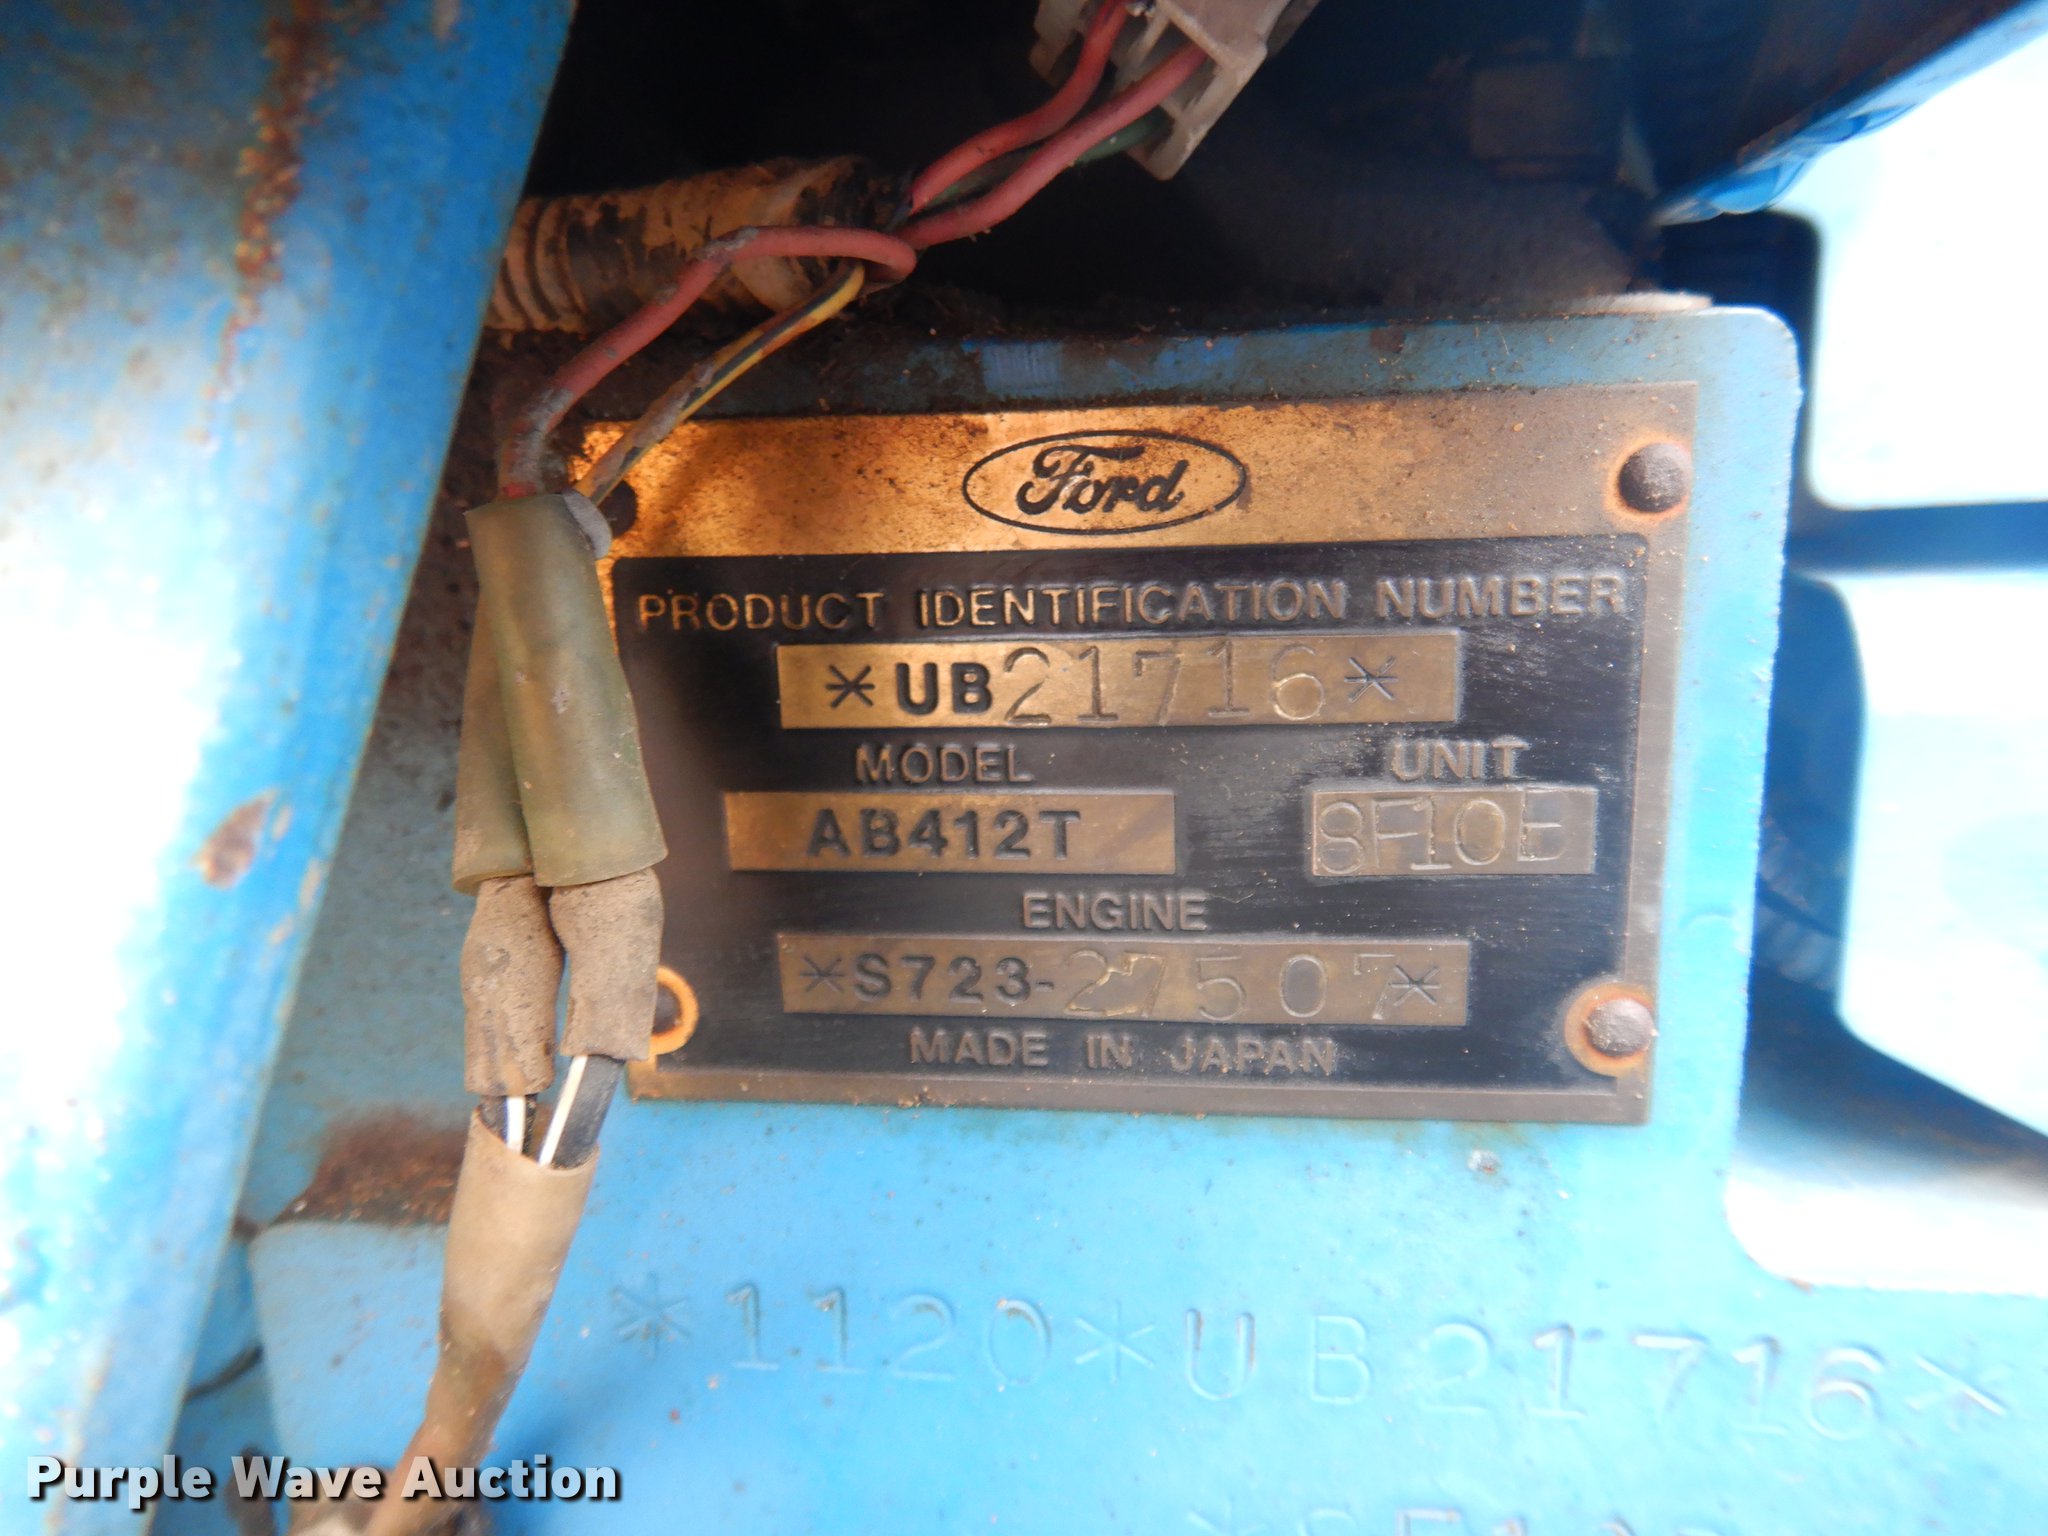 Ford
PRODUCT IDENTIFICATION NUMBER
*UB21716*
MODEL UNIT
AB412T 8F10E
ENGINE
*S723-27507*
MADE IN JAPAN
*1120*UB21716*
Purple Wave Auction